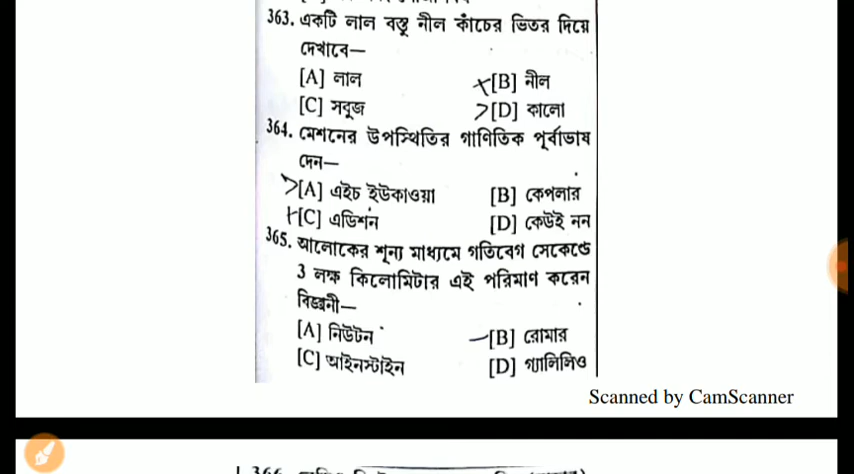 363. একটি লাল বস্তু নীল কাঁচের ভিতর দিয়ে
দেখাবে—
[A] লাল [B] নীল
[C] সবুজ [D] কালো
364. মেশনের উপস্থিতির গাণিতিক পূর্বাভাষ
দেন—
[A] এইচ ইউকাওয়া [B] কেপলার
[C] এডিশন [D] কেউই নন
365. আলোকের শূন্য মাধ্যমে গতিবেগ সেকেণ্ডে
3 লক্ষ কিলোমিটার এই পরিমাণ করেন
[A] নিউটন [B] রোমার
[C] আইনস্টাইন [D] গ্যালিলিও
Scanned by CamScanner